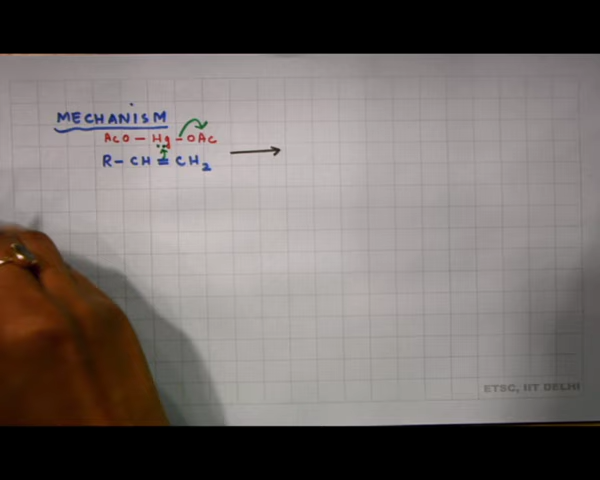 MECHANISM
AcO – Hg – OAc
R – CH = CH₂ ⟶
ETSC, IIT DELHI